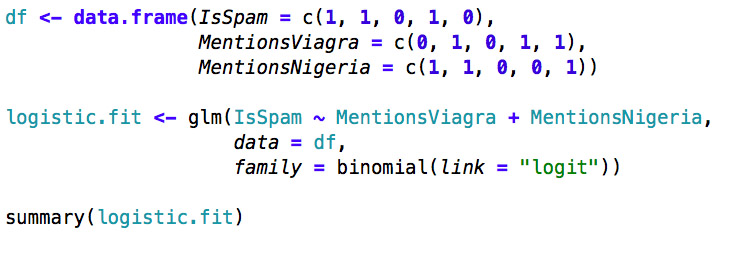 df <- data.frame(IsSpam = c(1, 1, 0, 1, 0),
                 MentionsViagra = c(0, 1, 0, 1, 1),
                 MentionsNigeria = c(1, 1, 0, 0, 1))

logistic.fit <- glm(IsSpam ~ MentionsViagra + MentionsNigeria,
                    data = df,
                    family = binomial(link = "logit"))

summary(logistic.fit)